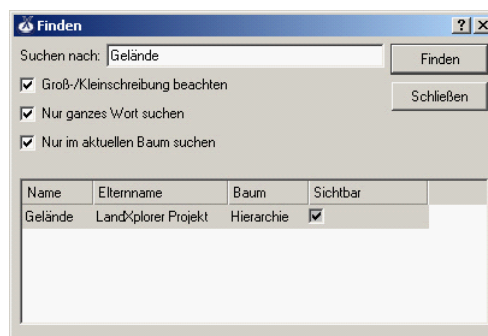 Finden
Suchen nach: Gelände
Finden
Groß-/Kleinschreibung beachten
Schließen
Nur ganzes Wort suchen
Nur im aktuellen Baum suchen
Name Elternname Baum Sichtbar
Gelände LandXplorer Projekt Hierarchie